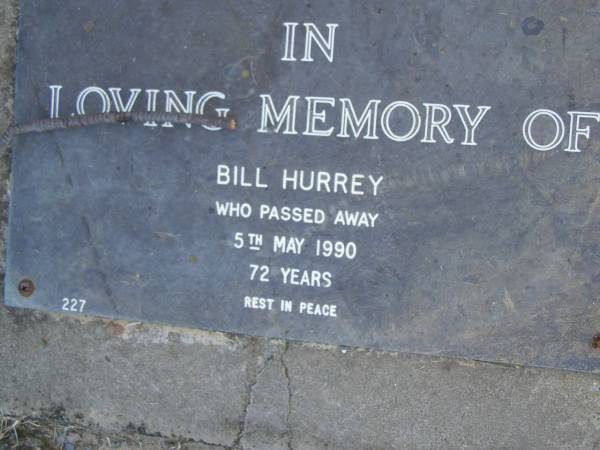 IN
LOVING MEMORY OF
BILL HURREY
WHO PASSED AWAY
5TH MAY 1990
72 YEARS
REST IN PEACE
227